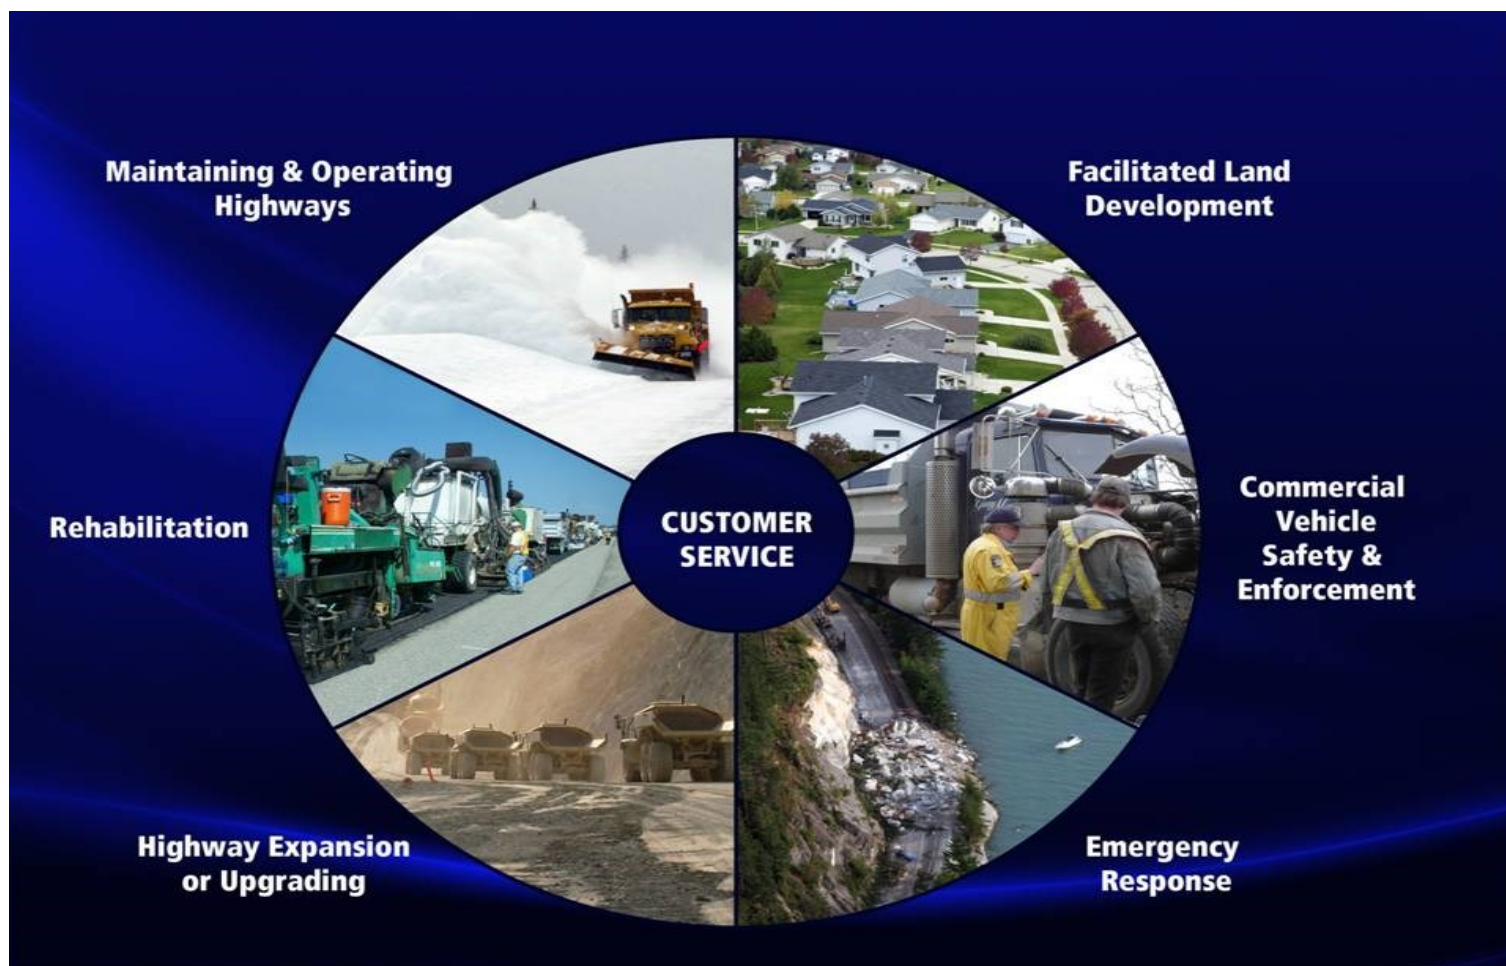 Maintaining & Operating
Highways
Facilitated Land
Development
Rehabilitation
CUSTOMER
SERVICE
Commercial
Vehicle
Safety &
Enforcement
Highway Expansion
or Upgrading
Emergency
Response